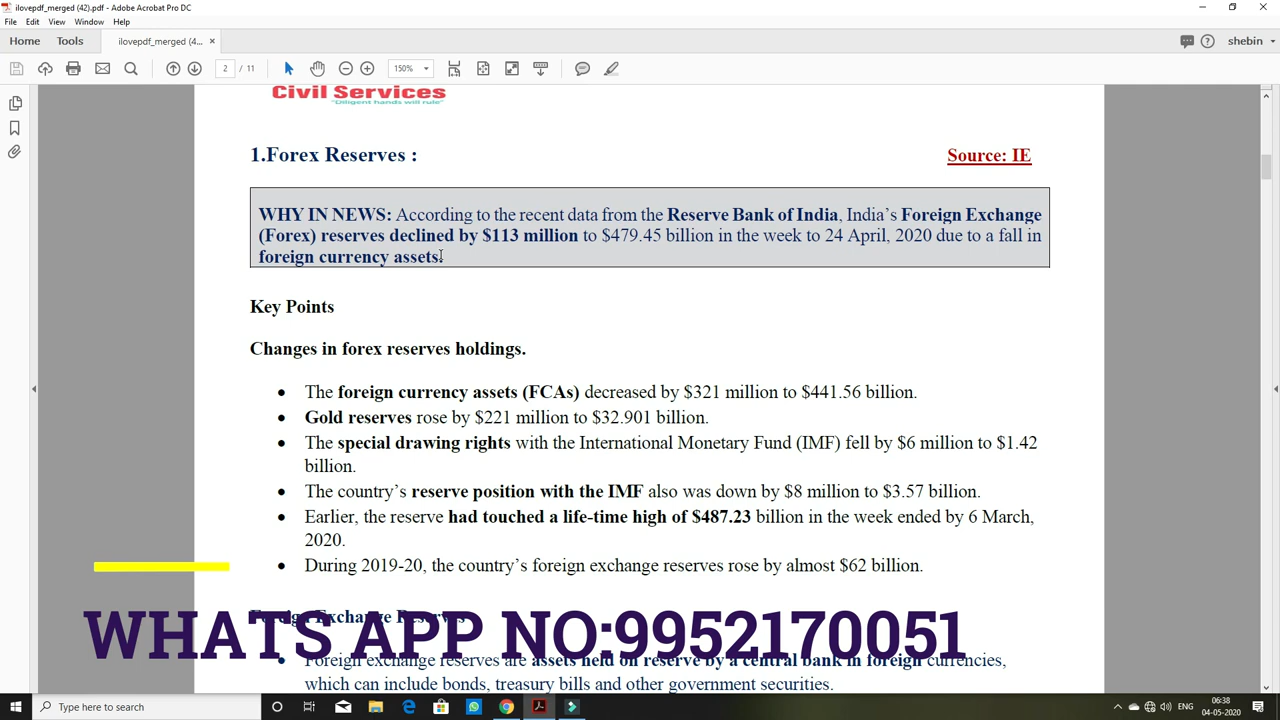 ilovepdf_merged (42).pdf - Adobe Acrobat Pro DC
File Edit View Window Help
Home Tools ilovepdf_merged (4... × shebin
2 / 11 150%
Civil Services
"Diligent hands will rule"
1.Forex Reserves : Source: IE
WHY IN NEWS: According to the recent data from the Reserve Bank of India, India's Foreign Exchange
(Forex) reserves declined by $113 million to $479.45 billion in the week to 24 April, 2020 due to a fall in
foreign currency assets.
Key Points
Changes in forex reserves holdings.
• The foreign currency assets (FCAs) decreased by $321 million to $441.56 billion.
• Gold reserves rose by $221 million to $32.901 billion.
• The special drawing rights with the International Monetary Fund (IMF) fell by $6 million to $1.42
billion.
• The country's reserve position with the IMF also was down by $8 million to $3.57 billion.
• Earlier, the reserve had touched a life-time high of $487.23 billion in the week ended by 6 March,
2020.
• During 2019-20, the country's foreign exchange reserves rose by almost $62 billion.
Foreign Exchange Reserves
WHATS APP NO:9952170051
• Foreign exchange reserves are assets held on reserve by a central bank in foreign currencies,
which can include bonds, treasury bills and other government securities.
Type here to search
ENG
06:38
04-05-2020